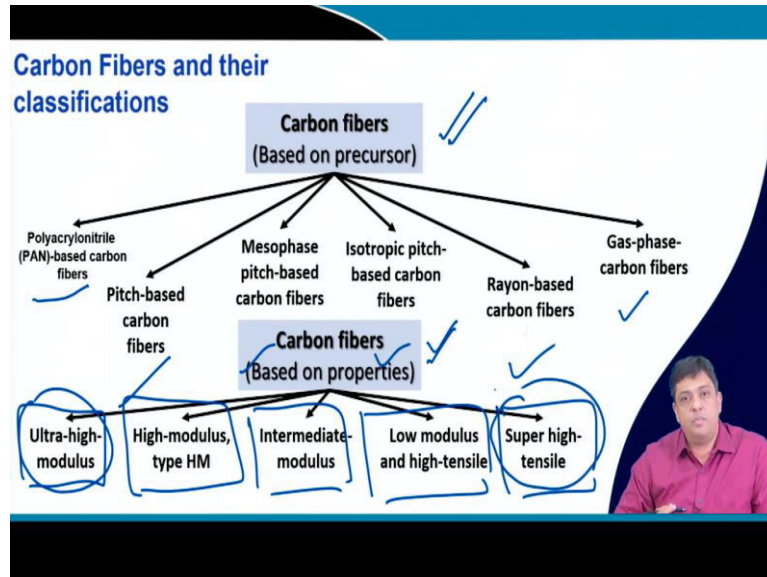 Carbon Fibers and their
classifications
Carbon fibers
(Based on precursor)
Polyacrylonitrile
(PAN)-based carbon
fibers
Pitch-based
carbon
fibers
Mesophase
pitch-based
carbon fibers
Isotropic pitch-
based carbon
fibers
Rayon-based
carbon fibers
Gas-phase-
carbon fibers
Carbon fibers
(Based on properties)
Ultra-high-
modulus
High-modulus,
type HM
Intermediate-
modulus
Low modulus
and high-tensile
Super high-
tensile